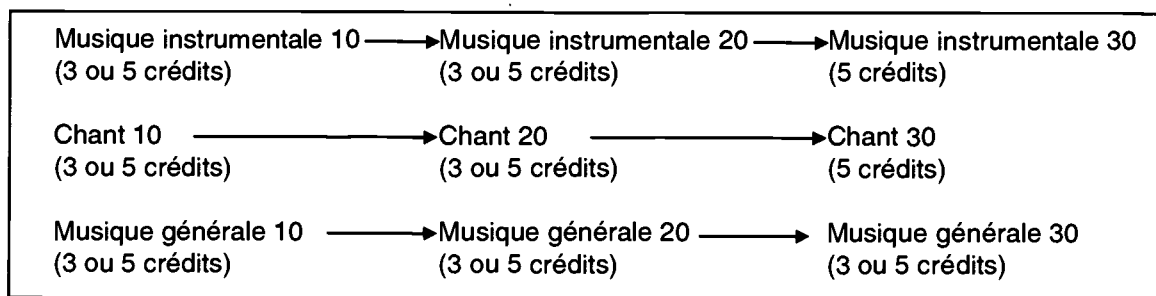 Musique instrumentale 10 Musique instrumentale 20 Musique instrumentale 30
(3 ou 5 crédits) (3 ou 5 crédits) (5 crédits)
Chant 10 Chant 20 Chant 30
(3 ou 5 crédits) (3 ou 5 crédits) (5 crédits)
Musique générale 10 Musique générale 20 Musique générale 30
(3 ou 5 crédits) (3 ou 5 crédits) (3 ou 5 crédits)